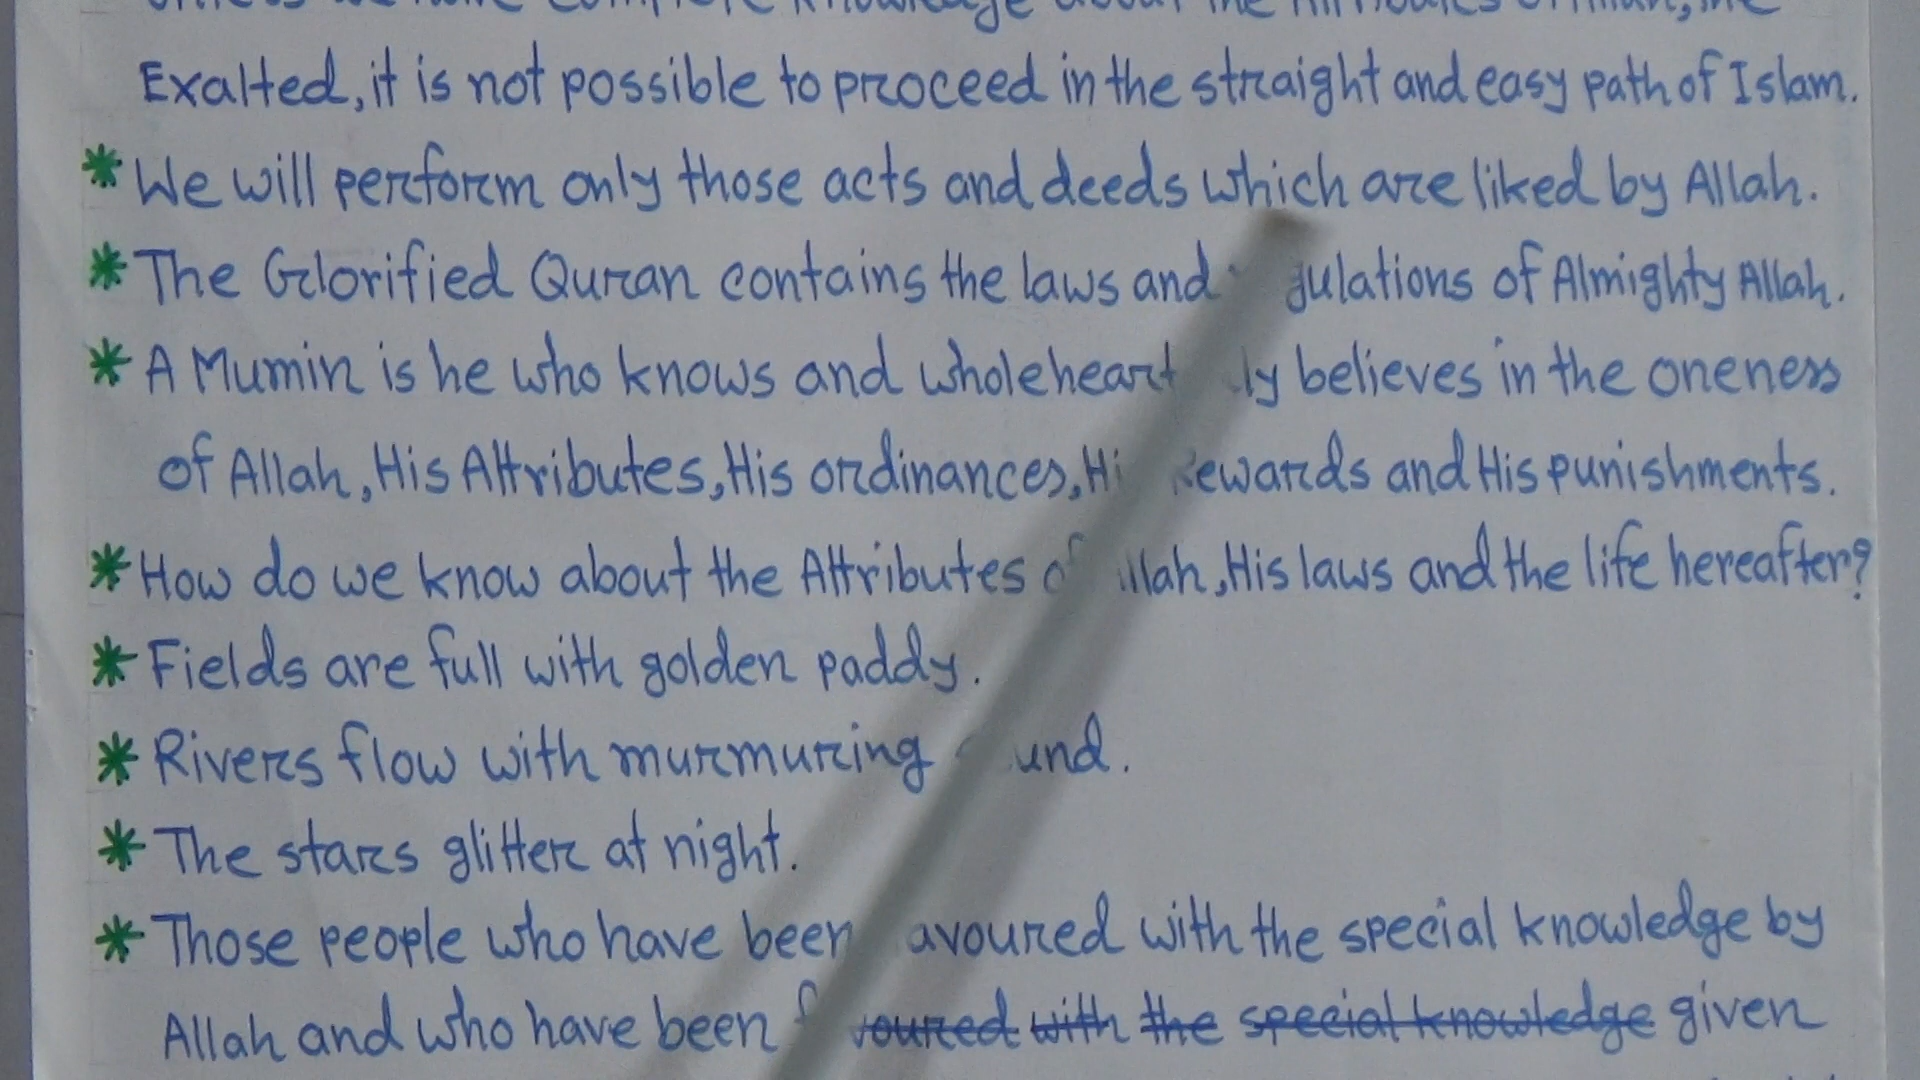 Exalted, it is not possible to proceed in the straight and easy path of Islam.
* We will perform only those acts and deeds which are liked by Allah.
* The Glorified Quran contains the laws and gulations of Almighty Allah.
* A Mumin is he who knows and wholeheart ly believes in the oneness
of Allah, His Attributes, His ordinances, Hi Rewards and His punishments.
* How do we know about the Attributes of Allah, His laws and the life hereafter?
* Fields are full with golden paddy.
* Rivers flow with murmuring und.
* The stars glitter at night.
* Those people who have been avoured with the special knowledge by
Allah and who have been f voured with the special knowledge given